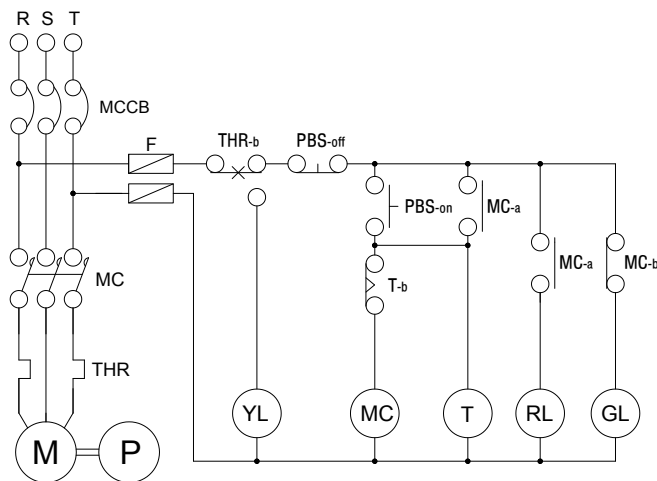 R S T
MCCB
F
THR-b PBS-off
PBS-on MC-a
MC-a MC-b
MC
T-b
THR
YL MC T RL GL
M P